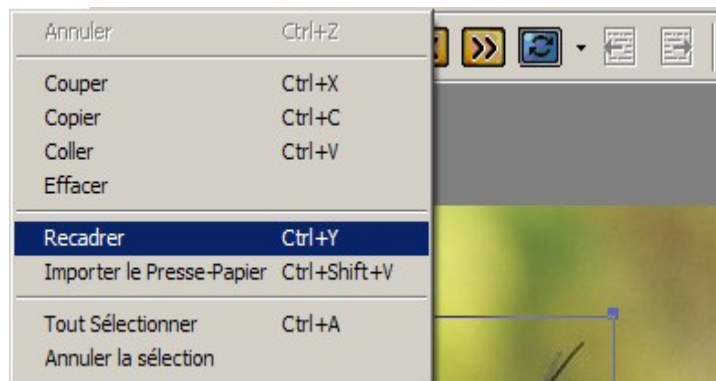 Annuler Ctrl+Z
Couper Ctrl+X
Copier Ctrl+C
Coller Ctrl+V
Effacer
Recadrer Ctrl+Y
Importer le Presse-Papier Ctrl+Shift+V
Tout Sélectionner Ctrl+A
Annuler la sélection